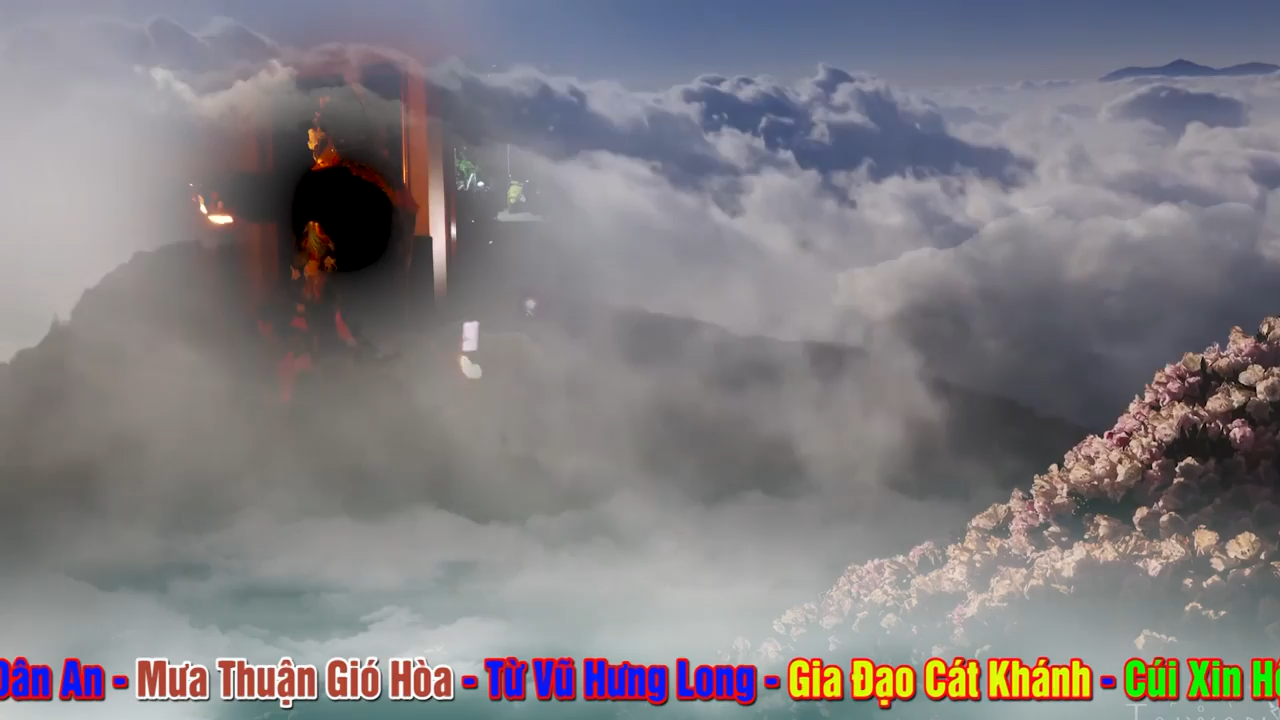 Dân An - Mưa Thuận Gió Hòa - Từ Vũ Hưng Long - Gia Đạo Cát Khánh - Cúi Xin